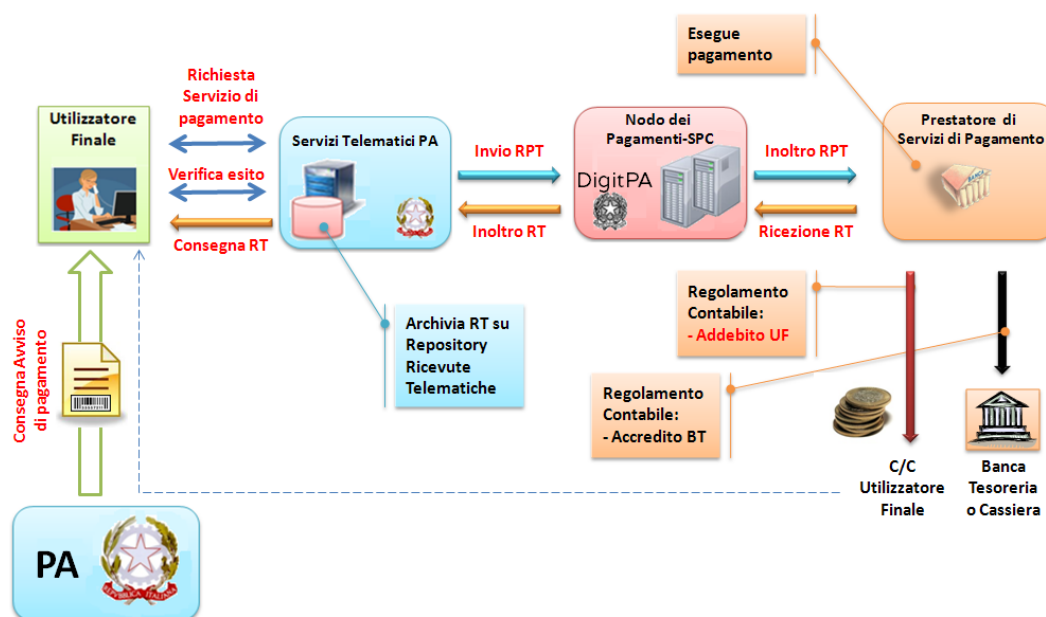 Esegue
pagamento
Richiesta
Servizio di
pagamento
Utilizzatore
Finale
Servizi Telematici PA
Nodo dei
Pagamenti-SPC
Prestatore di
Servizi di Pagamento
Invio RPT
Inoltro RPT
Verifica esito
DigitPA
BANCA
Consegna RT
Inoltro RT
Ricezione RT
Regolamento
Contabile:
- Addebito UF
Archivia RT su
Repository
Ricevute
Telematiche
Consegna Avviso
di pagamento
Regolamento
Contabile:
- Accredito BT
C/C
Utilizzatore
Finale
Banca
Tesoreria
o Cassiera
PA
REPVBBLICA ITALIANA